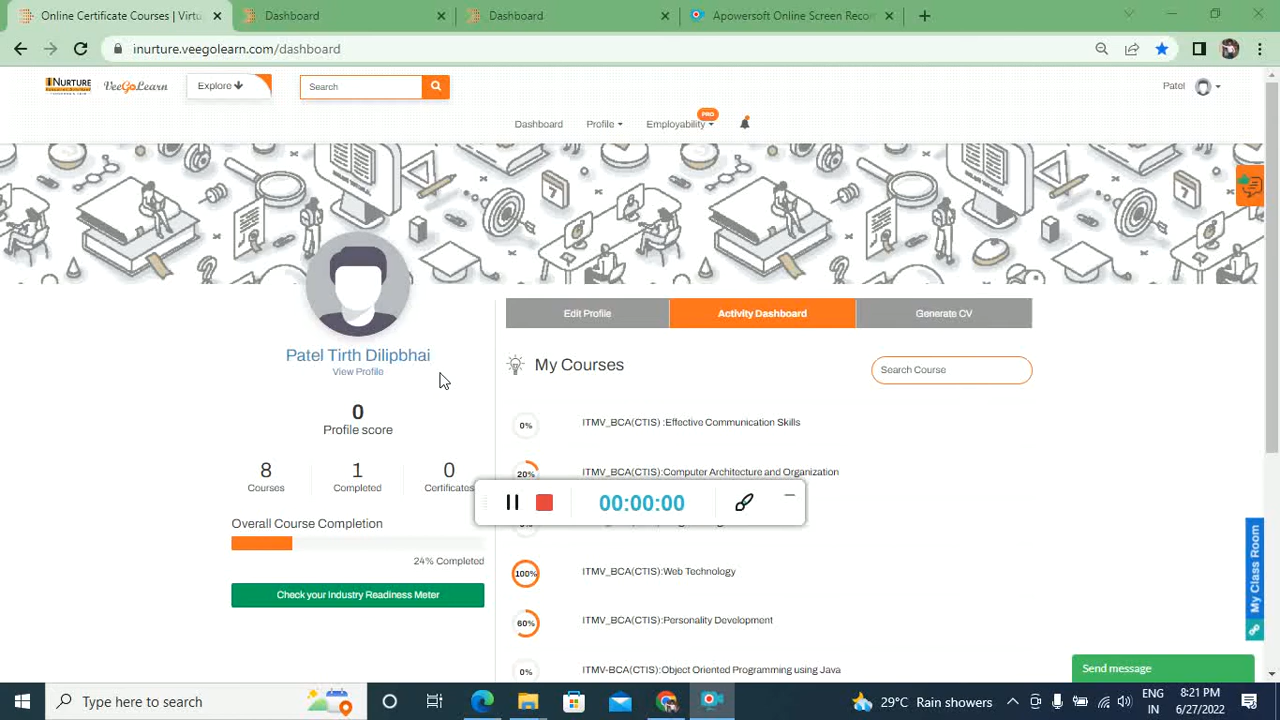 Online Certificate Courses | Virtu
Dashboard
Dashboard
Apowersoft Online Screen Reco
inurture.veegolearn.com/dashboard
iNURTURE
VeeGoLearn
Explore
Search
Patel
PRO
Dashboard
Profile
Employability
Edit Profile
Activity Dashboard
Generate CV
Patel Tirth Dilipbhai
View Profile
My Courses
Search Course
0
Profile score
0%
ITMV_BCA(CTIS) :Effective Communication Skills
8
1
0
Courses
Completed
Certificates
20%
ITMV_BCA(CTIS):Computer Architecture and Organization
00:00:00
Overall Course Completion
24% Completed
100%
ITMV_BCA(CTIS):Web Technology
Check your Industry Readiness Meter
60%
ITMV_BCA(CTIS):Personality Development
0%
ITMV-BCA(CTIS):Object Oriented Programming using Java
My Class Room
Send message
Type here to search
29°C Rain showers
ENG
IN
8:21 PM
6/27/2022